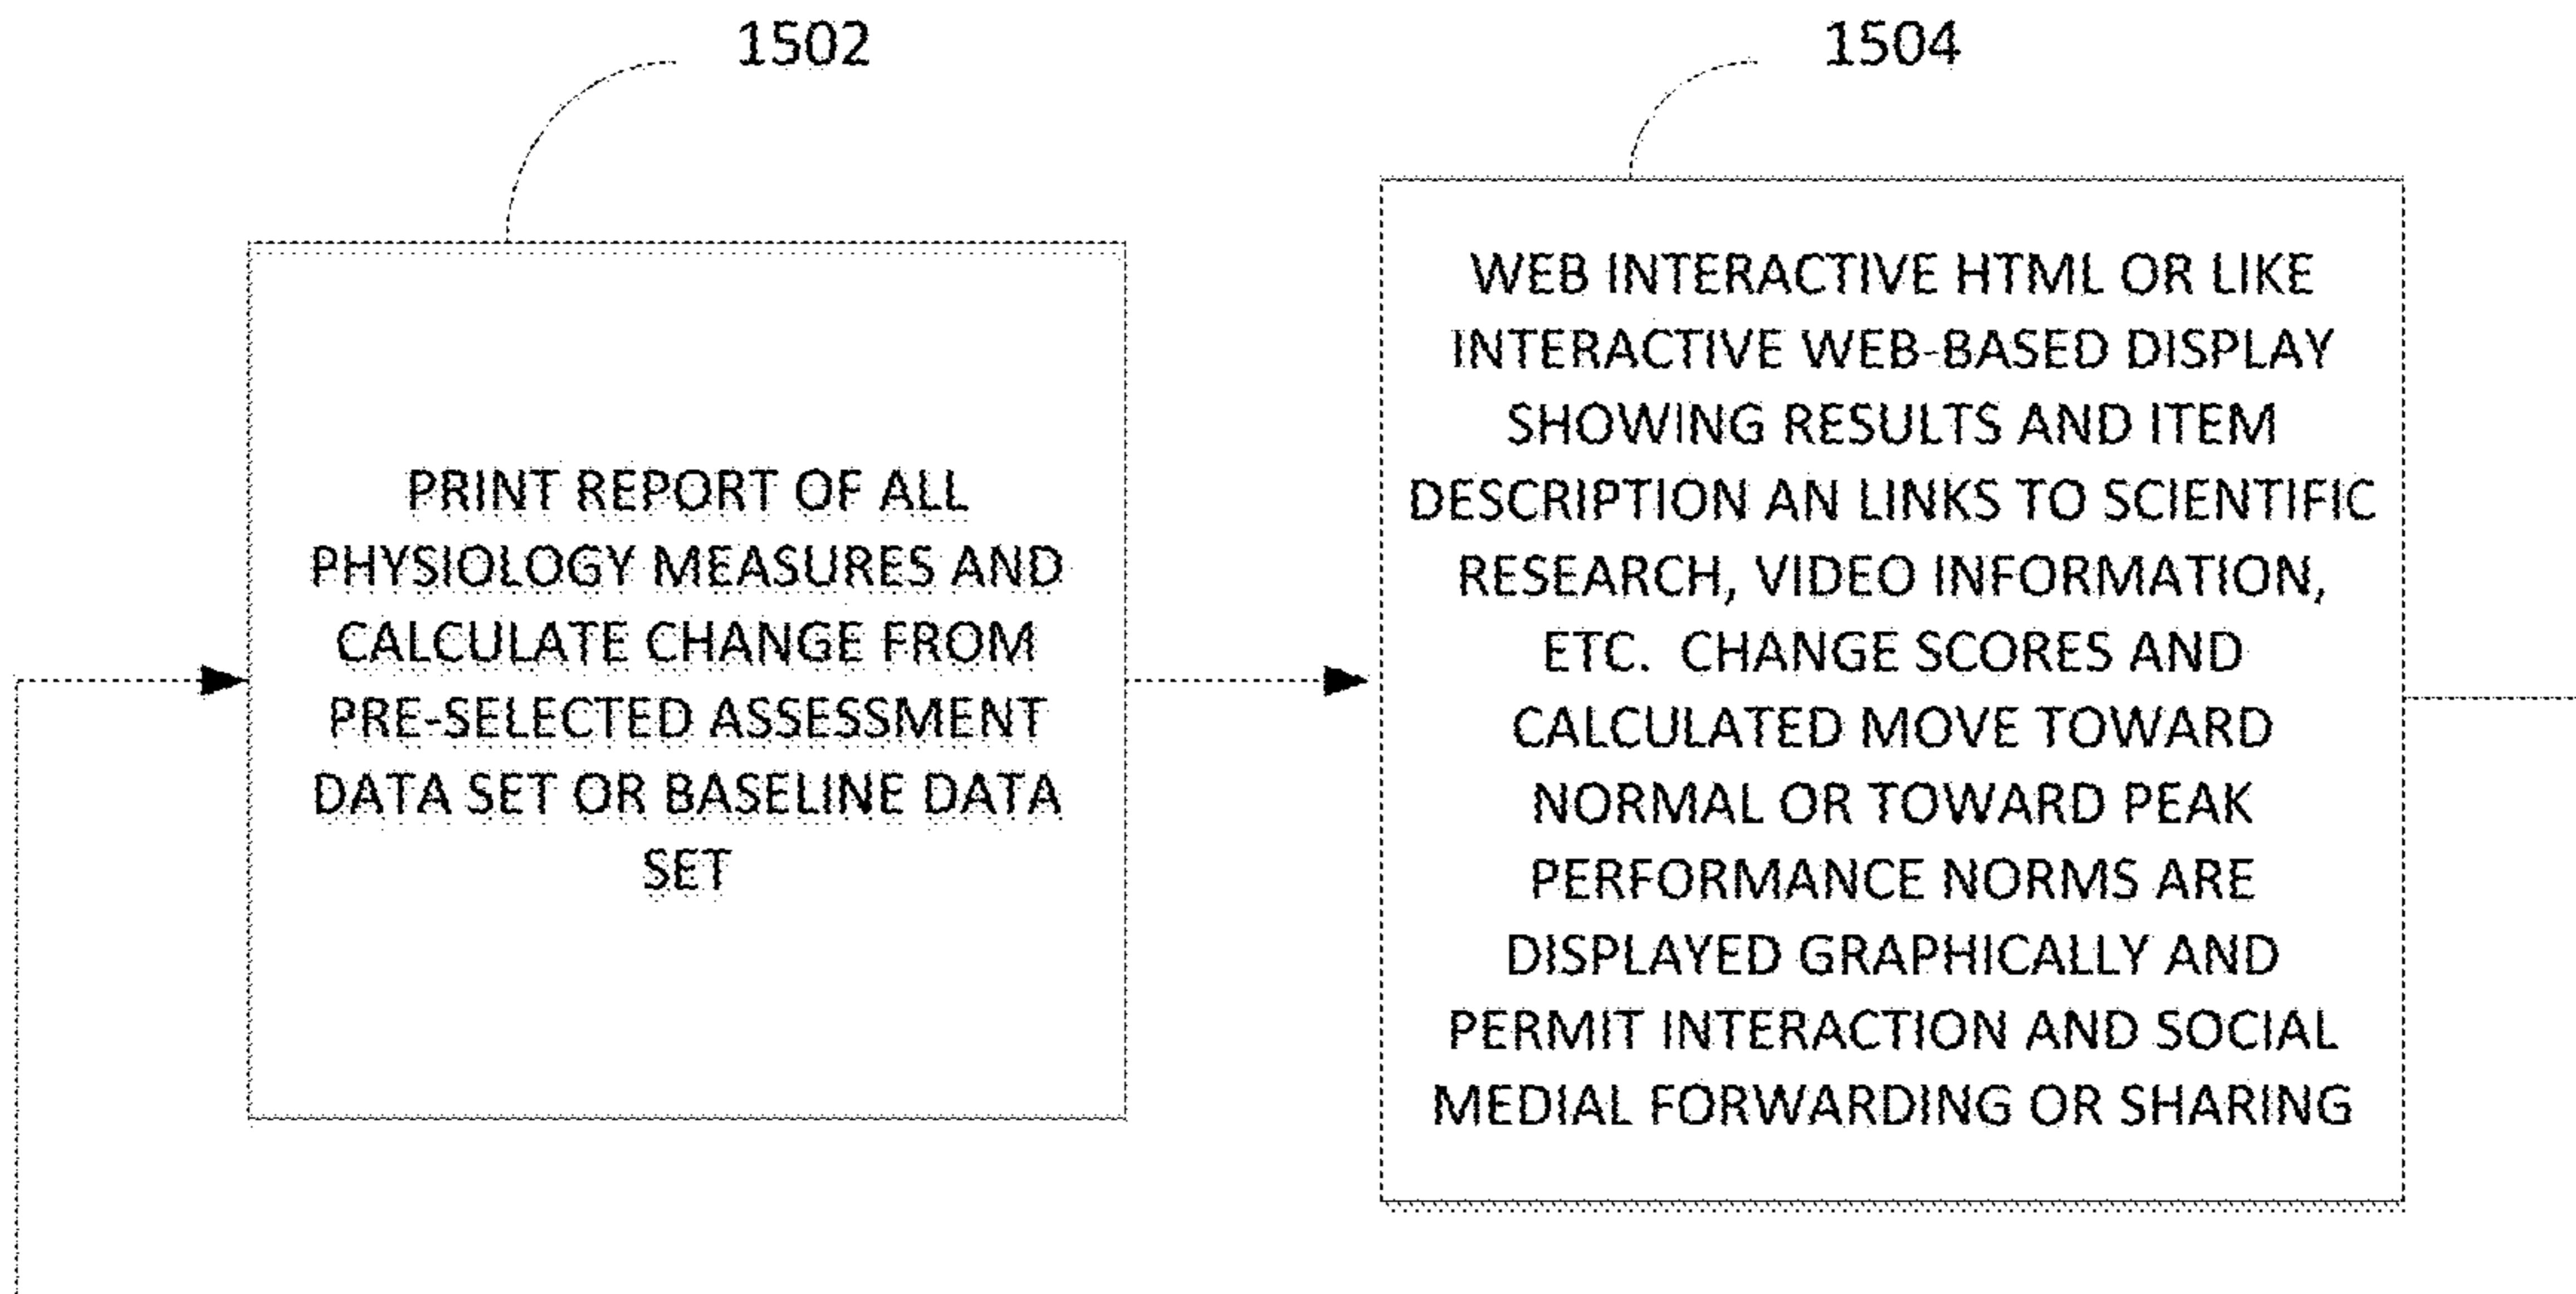 1502
1504
PRINT REPORT OF ALL
PHYSIOLOGY MEASURES AND
CALCULATE CHANGE FROM
PRE-SELECTED ASSESSMENT
DATA SET OR BASELINE DATA
SET
WEB INTERACTIVE HTML OR LIKE
INTERACTIVE WEB-BASED DISPLAY
SHOWING RESULTS AND ITEM
DESCRIPTION AN LINKS TO SCIENTIFIC
RESEARCH, VIDEO INFORMATION,
ETC.  CHANGE SCORES AND
CALCULATED MOVE TOWARD
NORMAL OR TOWARD PEAK
PERFORMANCE NORMS ARE
DISPLAYED GRAPHICALLY AND
PERMIT INTERACTION AND SOCIAL
MEDIAL FORWARDING OR SHARING